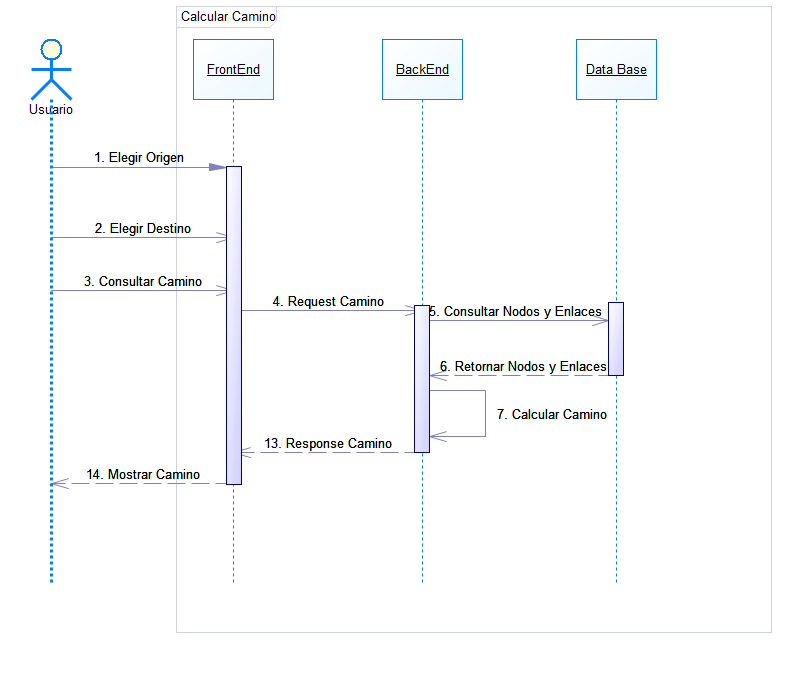 Calcular Camino
FrontEnd
BackEnd
Data Base
Usuario
1. Elegir Origen
2. Elegir Destino
3. Consultar Camino
4. Request Camino
5. Consultar Nodos y Enlaces
6. Retornar Nodos y Enlaces
7. Calcular Camino
13. Response Camino
14. Mostrar Camino